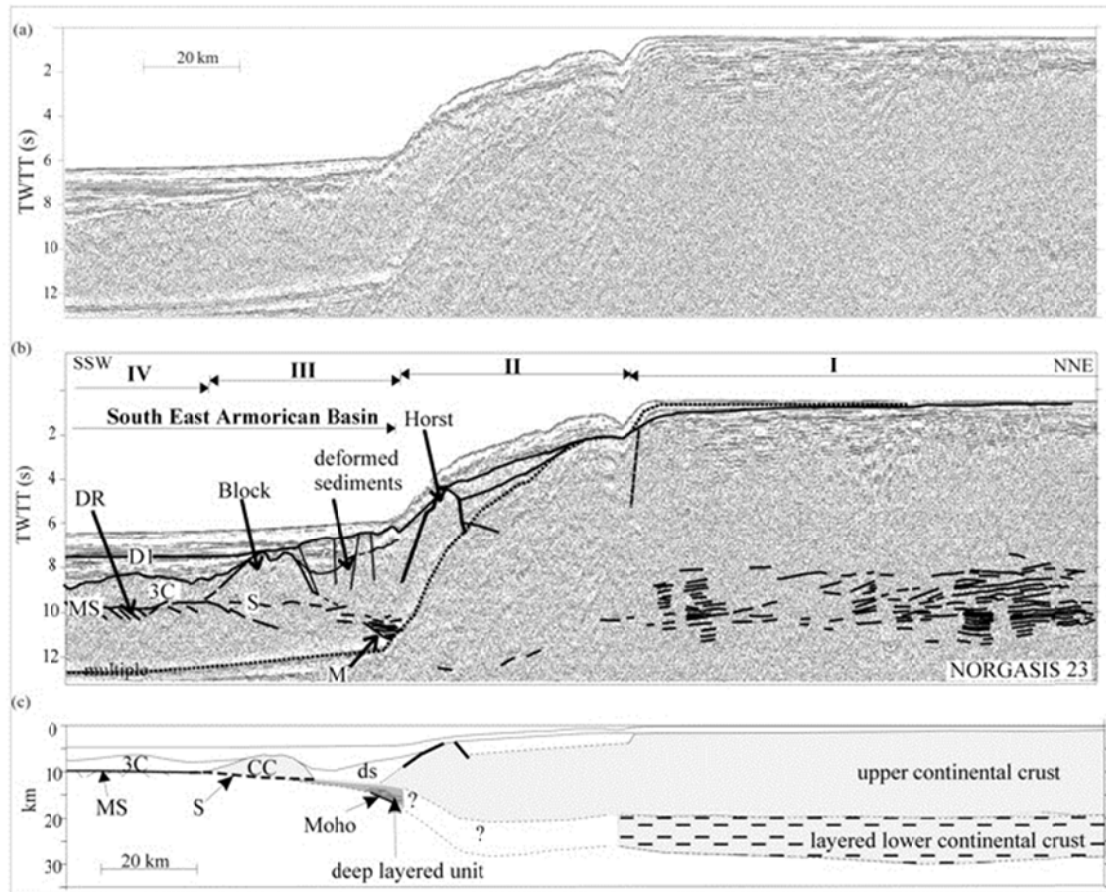 (a)
20 km
2
4
6
8
10
12
TWTT (s)
(b)
SSW
NNE
IV
III
II
I
South East Armorican Basin
Horst
deformed
sediments
Block
DR
D1
3C
MS
S
M
multiple
2
4
6
8
10
12
TWTT (s)
NORGASIS 23
(c)
0
10
20
30
km
3C
CC
ds
upper continental crust
MS
S
?
Moho
?
layered lower continental crust
20 km
deep layered unit